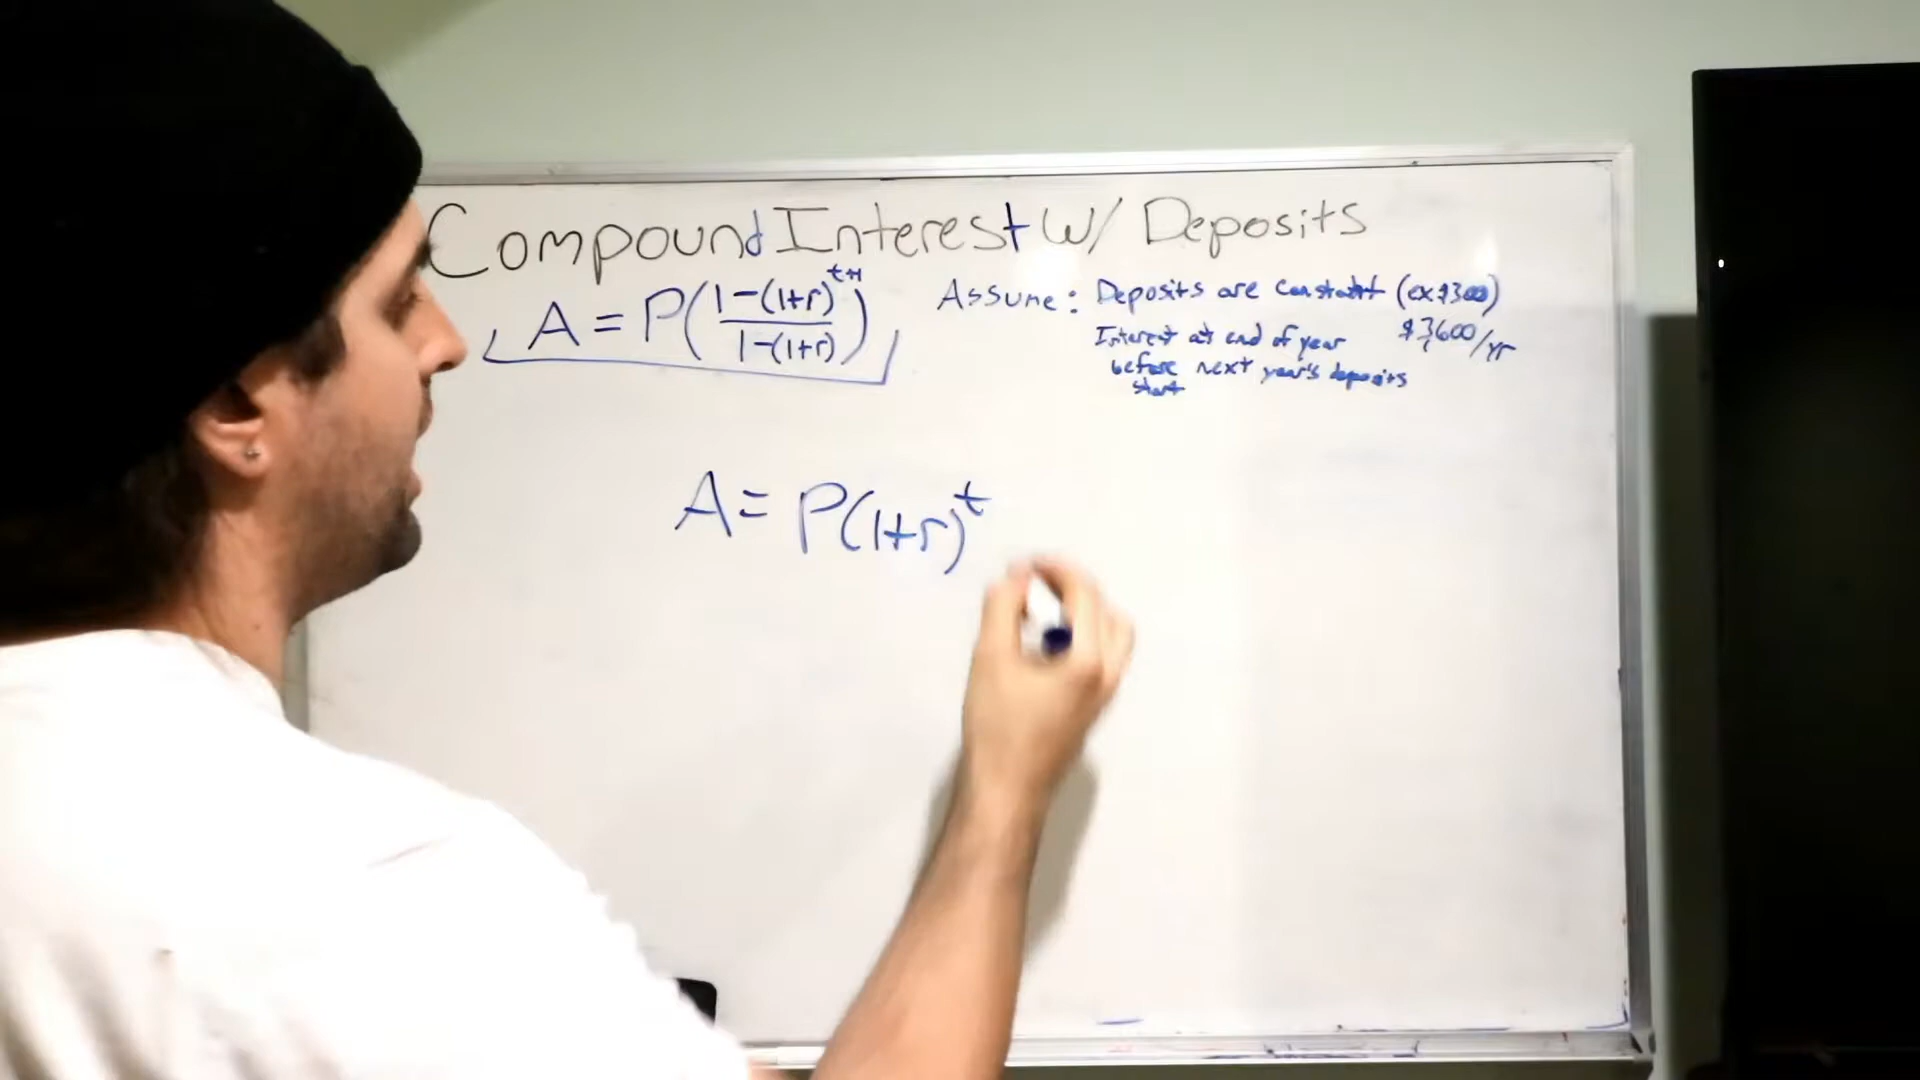 Compound Interest W/ Deposits
A = P(1-(1+r)^t+1 / 1-(1+r))
Assume: Deposits are constant (ex $300)
$3600/yr
Interest at end of year
before next year's deposits
start
A = P(1+r)^t